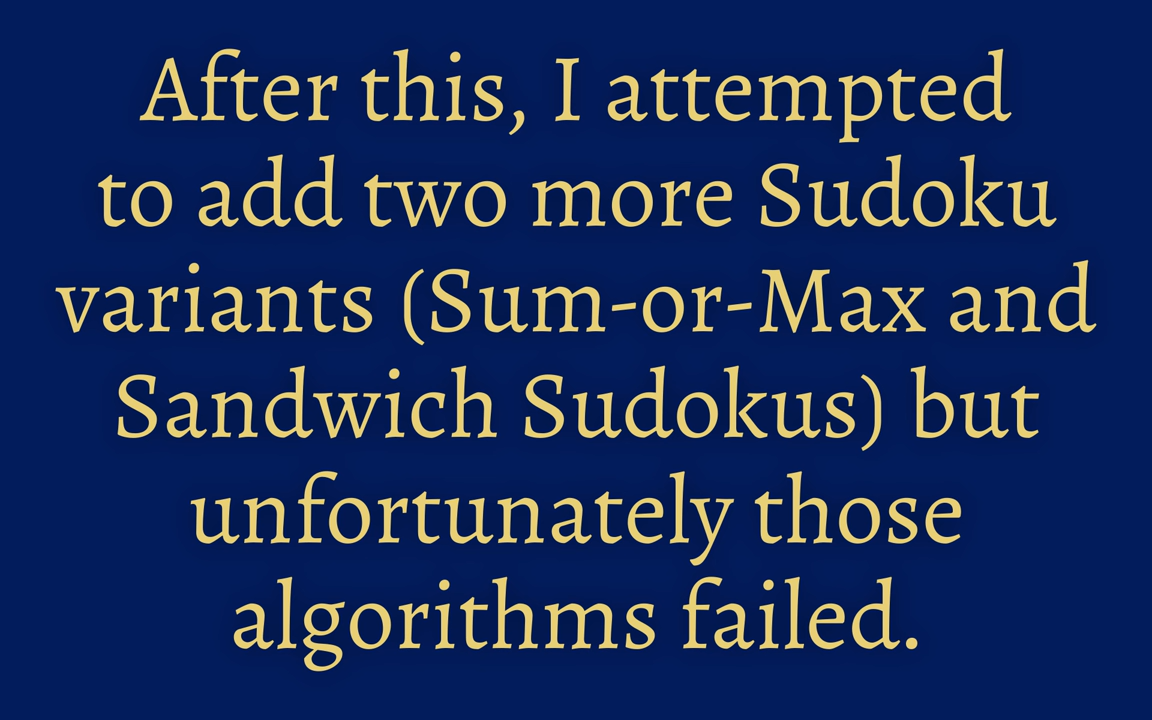 After this, I attempted
to add two more Sudoku
variants (Sum-or-Max and
Sandwich Sudokus) but
unfortunately those
algorithms failed.